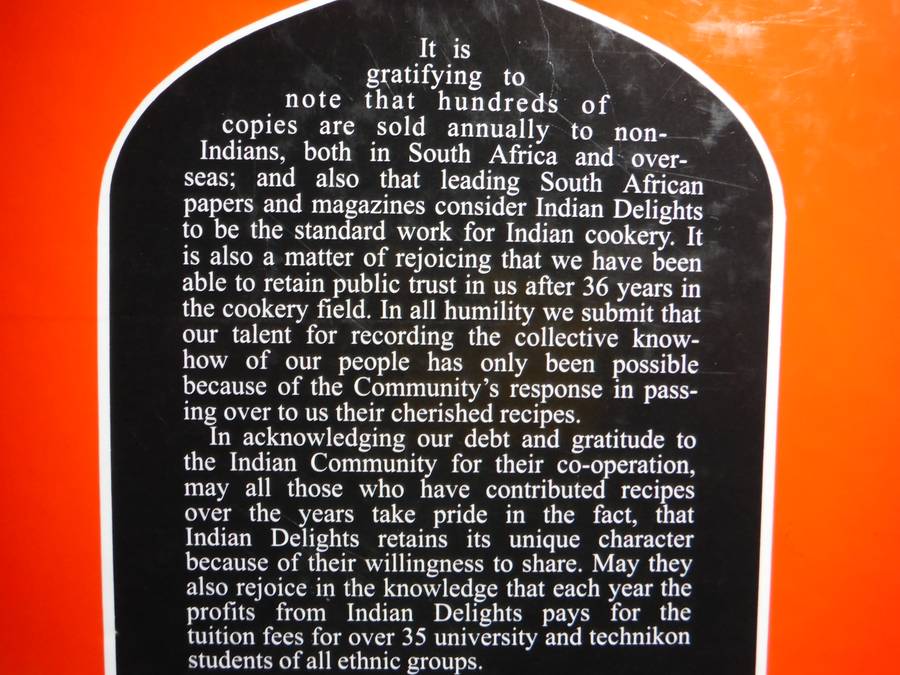 It is
gratifying to
note that hundreds of
copies are sold annually to non-
Indians, both in South Africa and over-
seas; and also that leading South African
papers and magazines consider Indian Delights
to be the standard work for Indian cookery. It
is also a matter of rejoicing that we have been
able to retain public trust in us after 36 years in
the cookery field. In all humility we submit that
our talent for recording the collective know-
how of our people has only been possible
because of the Community's response in pass-
ing over to us their cherished recipes.
In acknowledging our debt and gratitude to
the Indian Community for their co-operation,
may all those who have contributed recipes
over the years take pride in the fact, that
Indian Delights retains its unique character
because of their willingness to share. May they
also rejoice in the knowledge that each year the
profits from Indian Delights pays for the
tuition fees for over 35 university and technikon
students of all ethnic groups.